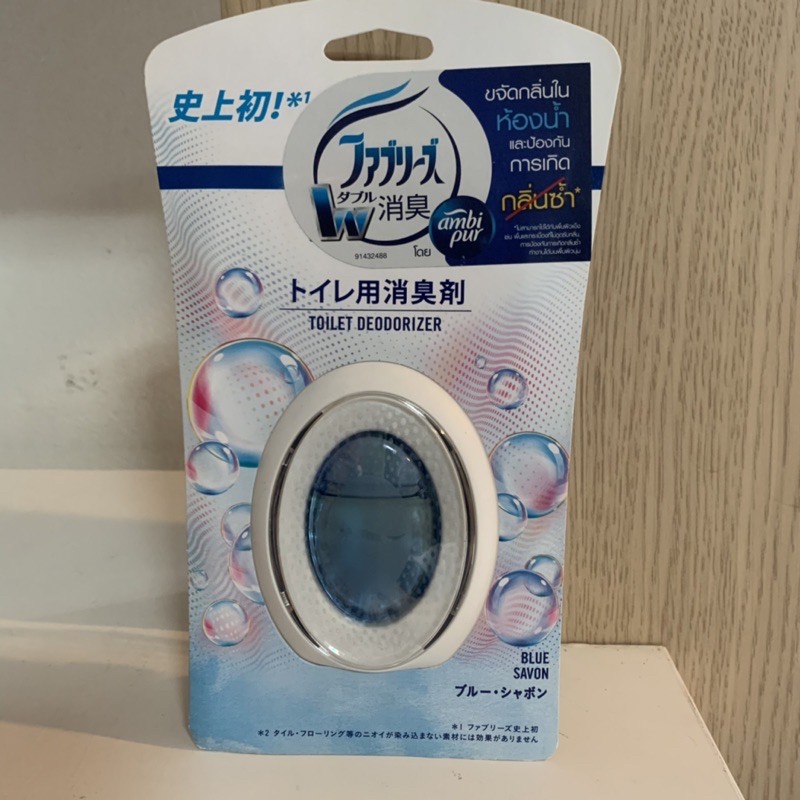 史上初!*1
ファブリーズ
ダブル
W消臭
91432488
โดย
ambi
pur
ขจัดกลิ่นใน
ห้องน้ำ
และป้องกัน
การเกิด
กลิ่นซ้ำ*
トイレ用消臭剤
TOILET DEODORIZER
BLUE
SAVON
ブルー・シャボン
*1 ファブリーズ史上初
*2 タイル・フローリング等のニオイが染み込まない素材には効果がありません